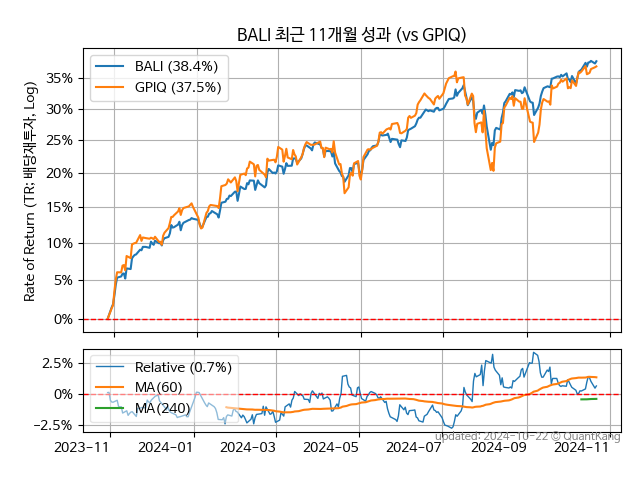 BALI 최근 11개월 성과 (vs GPIQ)
BALI (38.4%)
GPIQ (37.5%)
Rate of Return (TR: 배당재투자, Log)
35%
30%
25%
20%
15%
10%
5%
0%
Relative (0.7%)
MA(60)
MA(240)
2.5%
0%
−2.5%
2023-11
2024-01
2024-03
2024-05
2024-07
2024-09
2024-11
updated: 2024-10-22 © QuantKang